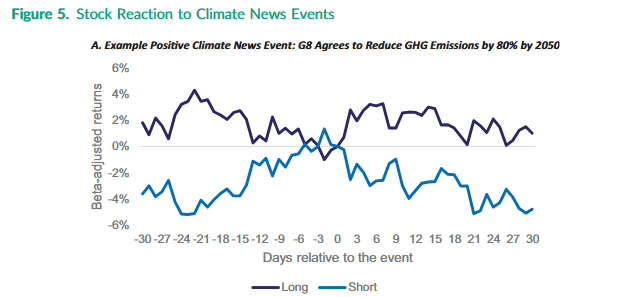 Figure 5. Stock Reaction to Climate News Events
A. Example Positive Climate News Event: G8 Agrees to Reduce GHG Emissions by 80% by 2050
6%
4%
2%
0%
-2%
-4%
-6%
Beta-adjusted returns
-30 -27 -24 -21 -18 -15 -12 -9 -6 -3 0 3 6 9 12 15 18 21 24 27 30
Days relative to the event
Long Short